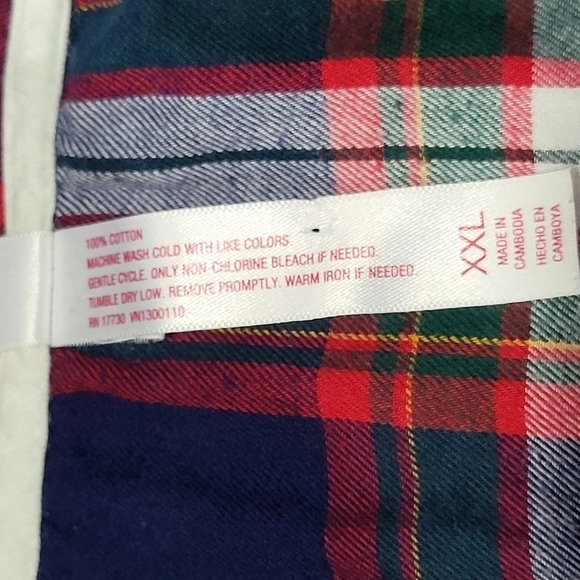 100% COTTON
MACHINE WASH COLD WITH LIKE COLORS.
GENTLE CYCLE. ONLY NON-CHLORINE BLEACH IF NEEDED.
TUMBLE DRY LOW. REMOVE PROMPTLY. WARM IRON IF NEEDED.
RN 17730 VN1300110
XXL
MADE IN
CAMBODIA
HECHO EN
CAMBOYA